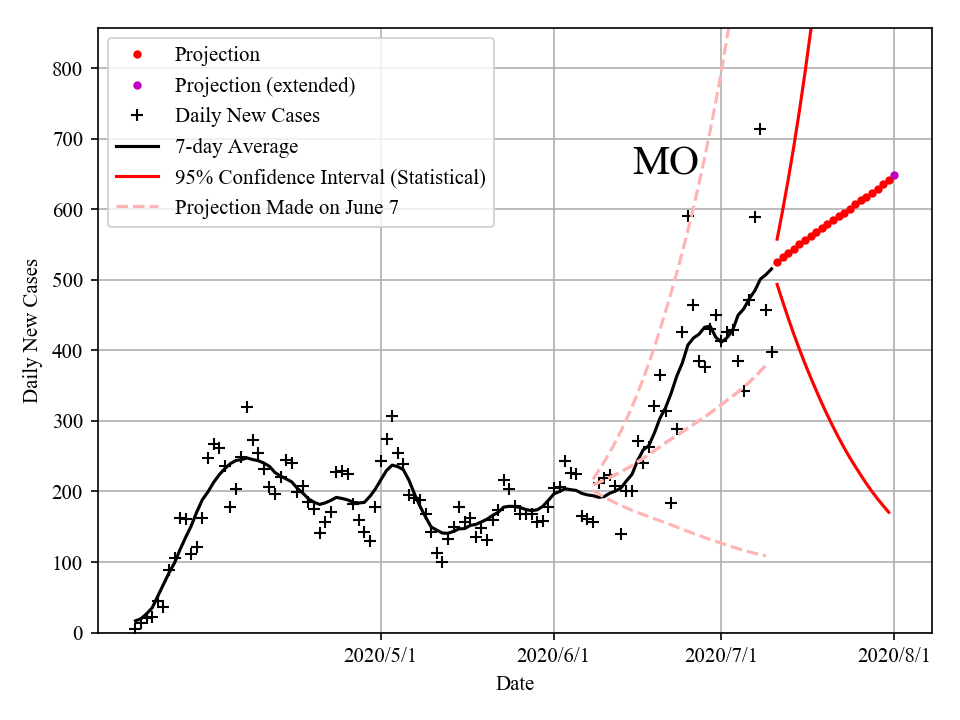 Projection
Projection (extended)
Daily New Cases
7-day Average
95% Confidence Interval (Statistical)
Projection Made on June 7
MO
800
700
600
500
400
300
200
100
0
Daily New Cases
2020/5/1
2020/6/1
2020/7/1
2020/8/1
Date